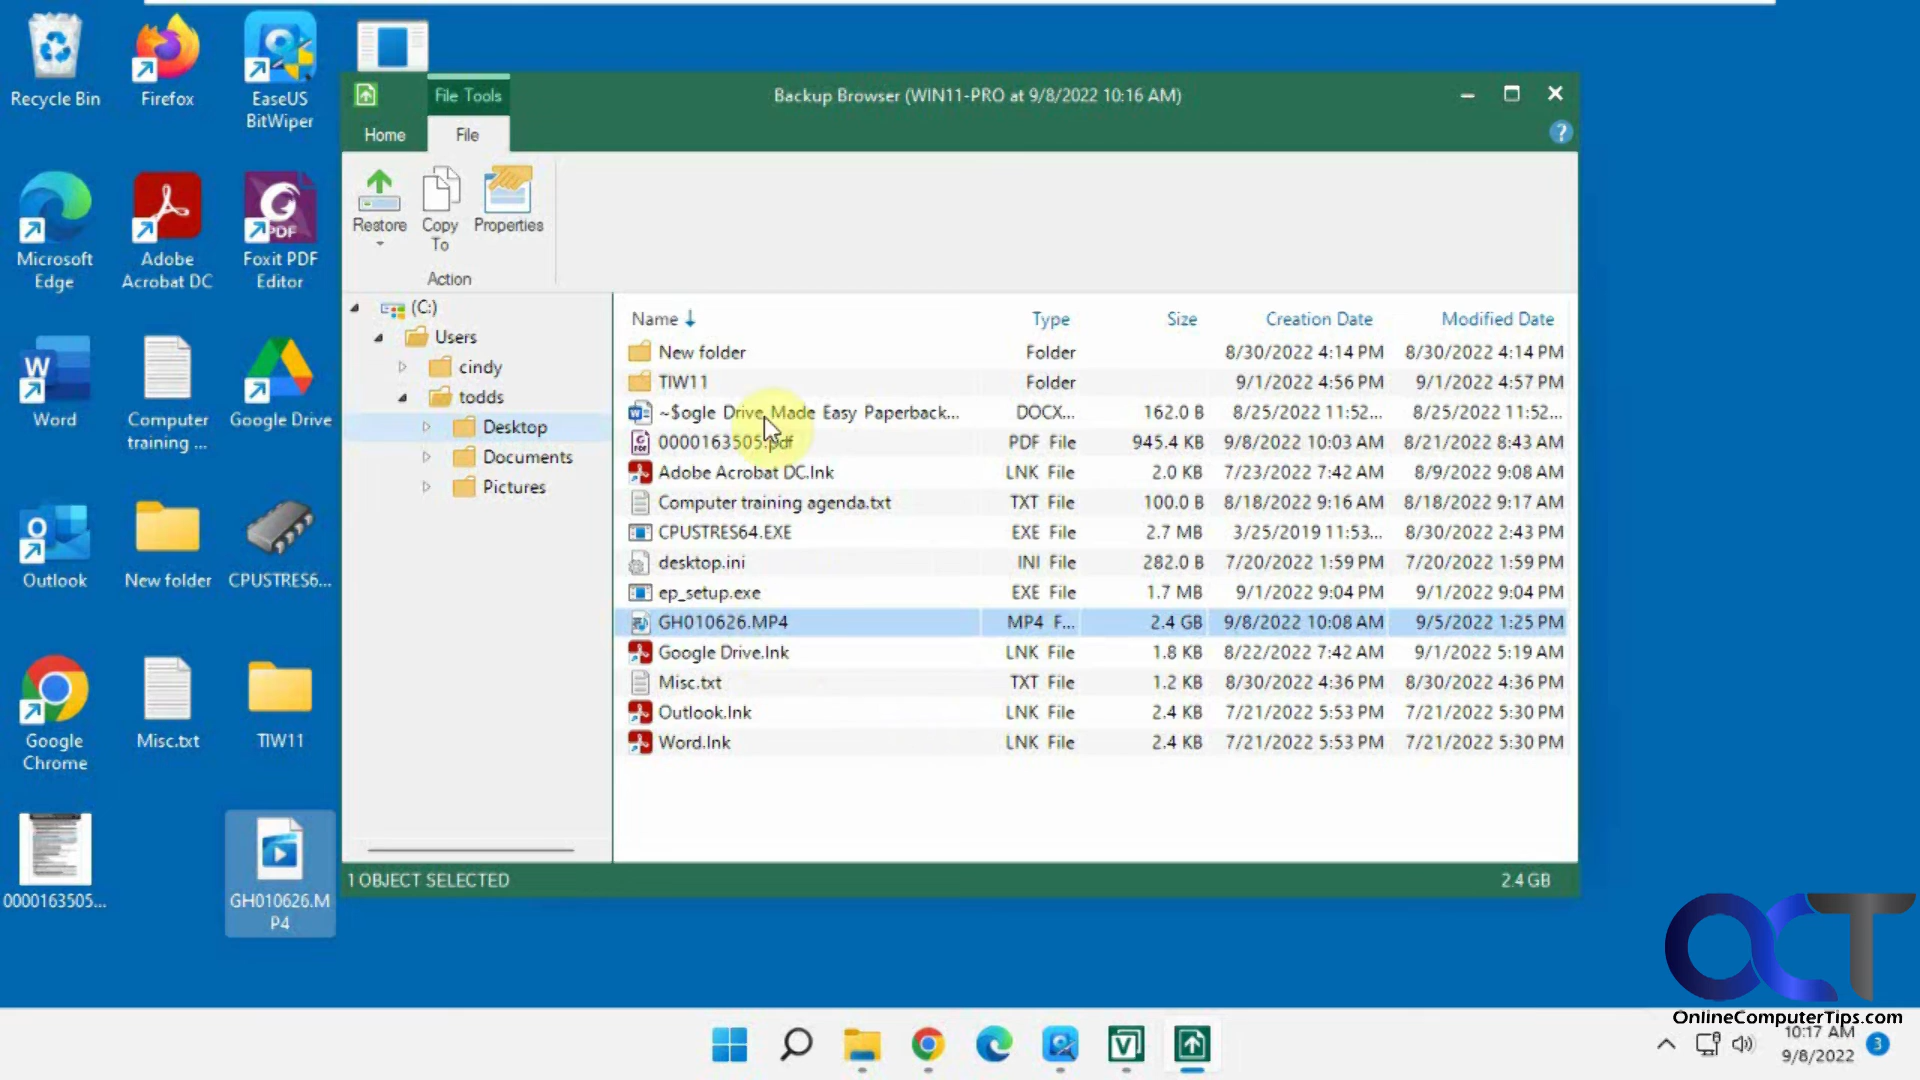 Recycle Bin
Firefox
EaseUS
BitWiper
Microsoft
Edge
Adobe
Acrobat DC
Foxit PDF
Editor
Word
Computer
training ...
Google Drive
Outlook
New folder
CPUSTRES6...
Google
Chrome
Misc.txt
TIW11
0000163505...
GH010626.M
P4
File Tools
Backup Browser (WIN11-PRO at 9/8/2022 10:16 AM)
Home
File
?
Restore
Copy
To
Properties
Action
(C:)
Users
cindy
todds
Desktop
Documents
Pictures
Name Type Size Creation Date Modified Date
New folder Folder 8/30/2022 4:14 PM 8/30/2022 4:14 PM
TIW11 Folder 9/1/2022 4:56 PM 9/1/2022 4:57 PM
~$ogle Drive Made Easy Paperback... DOCX... 162.0 B 8/25/2022 11:52... 8/25/2022 11:52...
0000163505.pdf PDF File 945.4 KB 9/8/2022 10:03 AM 8/21/2022 8:43 AM
Adobe Acrobat DC.lnk LNK File 2.0 KB 7/23/2022 7:42 AM 8/9/2022 9:08 AM
Computer training agenda.txt TXT File 100.0 B 8/18/2022 9:16 AM 8/18/2022 9:17 AM
CPUSTRES64.EXE EXE File 2.7 MB 3/25/2019 11:53... 8/30/2022 2:43 PM
desktop.ini INI File 282.0 B 7/20/2022 1:59 PM 7/20/2022 1:59 PM
ep_setup.exe EXE File 1.7 MB 9/1/2022 9:04 PM 9/1/2022 9:04 PM
GH010626.MP4 MP4 F... 2.4 GB 9/8/2022 10:08 AM 9/5/2022 1:25 PM
Google Drive.lnk LNK File 1.8 KB 8/22/2022 7:42 AM 9/1/2022 5:19 AM
Misc.txt TXT File 1.2 KB 8/30/2022 4:36 PM 8/30/2022 4:36 PM
Outlook.lnk LNK File 2.4 KB 7/21/2022 5:53 PM 7/21/2022 5:30 PM
Word.lnk LNK File 2.4 KB 7/21/2022 5:53 PM 7/21/2022 5:30 PM
1 OBJECT SELECTED
2.4 GB
OCT
OnlineComputerTips.com
10:17 AM
9/8/2022
3